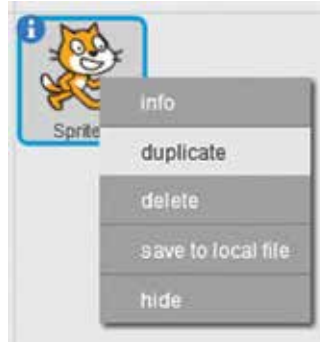 Sprite
info
duplicate
delete
save to local file
hide